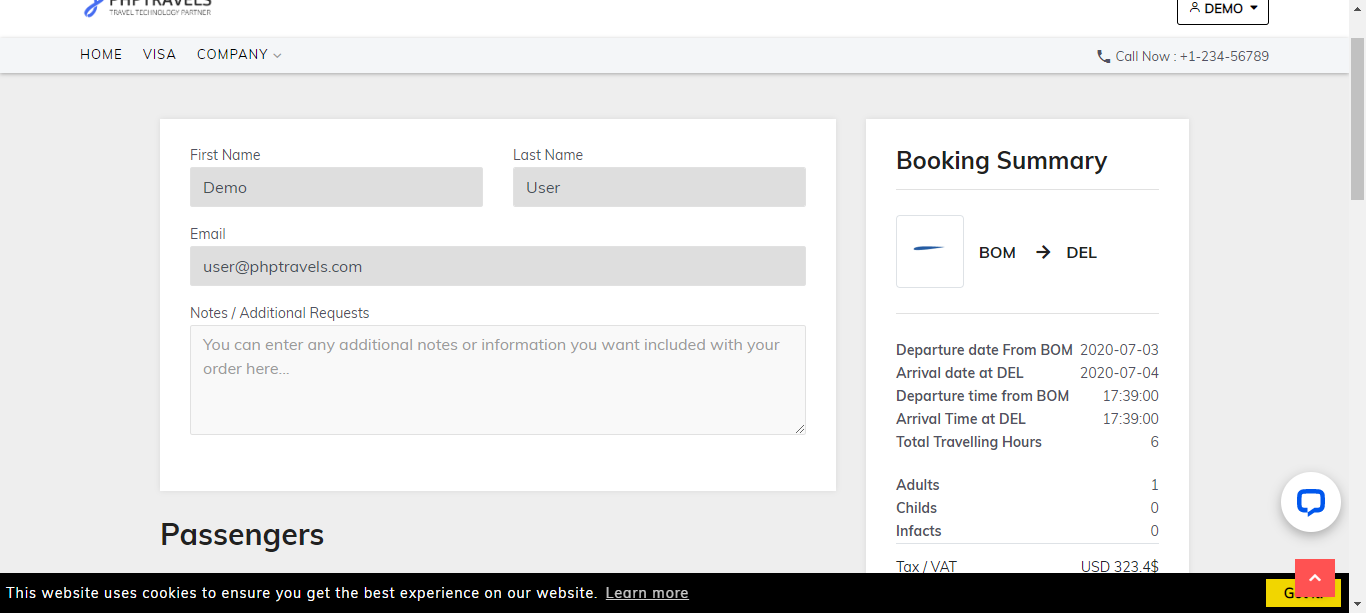 PHPTRAVELS
TRAVEL TECHNOLOGY PARTNER
DEMO
HOME VISA COMPANY
Call Now : +1-234-56789
First Name
Last Name
Demo
User
Email
user@phptravels.com
Notes / Additional Requests
You can enter any additional notes or information you want included with your
order here...
Passengers
Booking Summary
BOM → DEL
Departure date From BOM 2020-07-03
Arrival date at DEL 2020-07-04
Departure time from BOM 17:39:00
Arrival Time at DEL 17:39:00
Total Travelling Hours 6
Adults 1
Childs 0
Infacts 0
Tax / VAT USD 323.4$
This website uses cookies to ensure you get the best experience on our website. Learn more